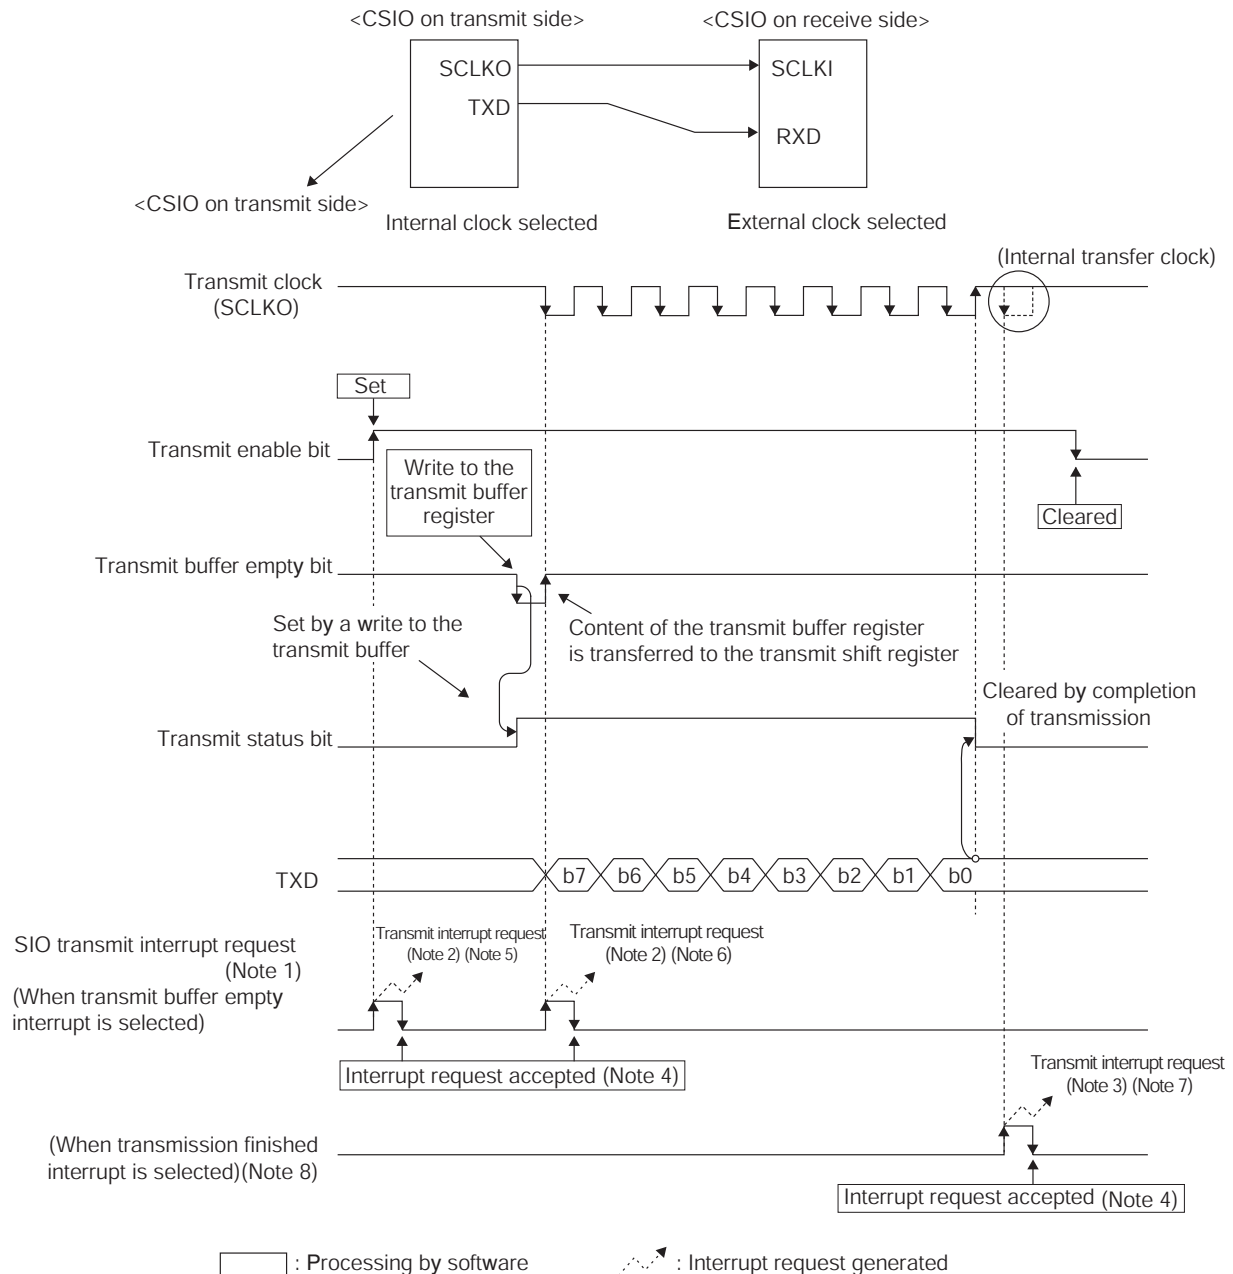 <CSIO on transmit side>
<CSIO on receive side>
SCLKO
SCLKI
TXD
RXD
<CSIO on transmit side>
Internal clock selected
External clock selected
(Internal transfer clock)
Transmit clock
(SCLKO)
Set
Transmit enable bit
Write to the
transmit buffer
register
Cleared
Transmit buffer empty bit
Set by a write to the
transmit buffer
Content of the transmit buffer register
is transferred to the transmit shift register
Cleared by completion
of transmission
Transmit status bit
TXD
b7 b6 b5 b4 b3 b2 b1 b0
SIO transmit interrupt request
(Note 1)
(When transmit buffer empty
interrupt is selected)
Transmit interrupt request
(Note 2) (Note 5)
Transmit interrupt request
(Note 2) (Note 6)
Interrupt request accepted (Note 4)
Transmit interrupt request
(Note 3) (Note 7)
(When transmission finished
interrupt is selected)(Note 8)
Interrupt request accepted (Note 4)
: Processing by software
: Interrupt request generated